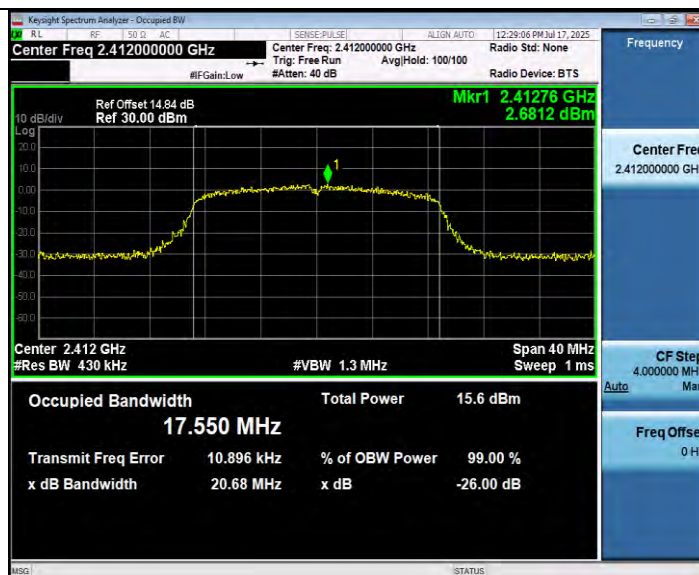 Keysight Spectrum Analyzer - Occupied BW
RL RF 50 Ω AC SENSE:PULSE ALIGN AUTO 12:29:06 PM Jul 17, 2025
Center Freq 2.412000000 GHz
Center Freq: 2.412000000 GHz
Radio Std: None
Trig: Free Run Avg|Hold: 100/100
#IFGain:Low #Atten: 40 dB Radio Device: BTS
Frequency
Ref Offset 14.84 dB
10 dB/div Ref 30.00 dBm
Mkr1 2.41276 GHz
2.6812 dBm
Log
20.0
10.0
0.00
-10.0
-20.0
-30.0
-40.0
-50.0
-60.0
1
Center 2.412 GHz Span 40 MHz
#Res BW 430 kHz #VBW 1.3 MHz Sweep 1 ms
Center Fre
2.412000000 GH
CF Step
4.000000 MH
Auto Ma
Freq Offse
0 H
Occupied Bandwidth Total Power 15.6 dBm
17.550 MHz
Transmit Freq Error 10.896 kHz % of OBW Power 99.00 %
x dB Bandwidth 20.68 MHz x dB -26.00 dB
MSG STATUS